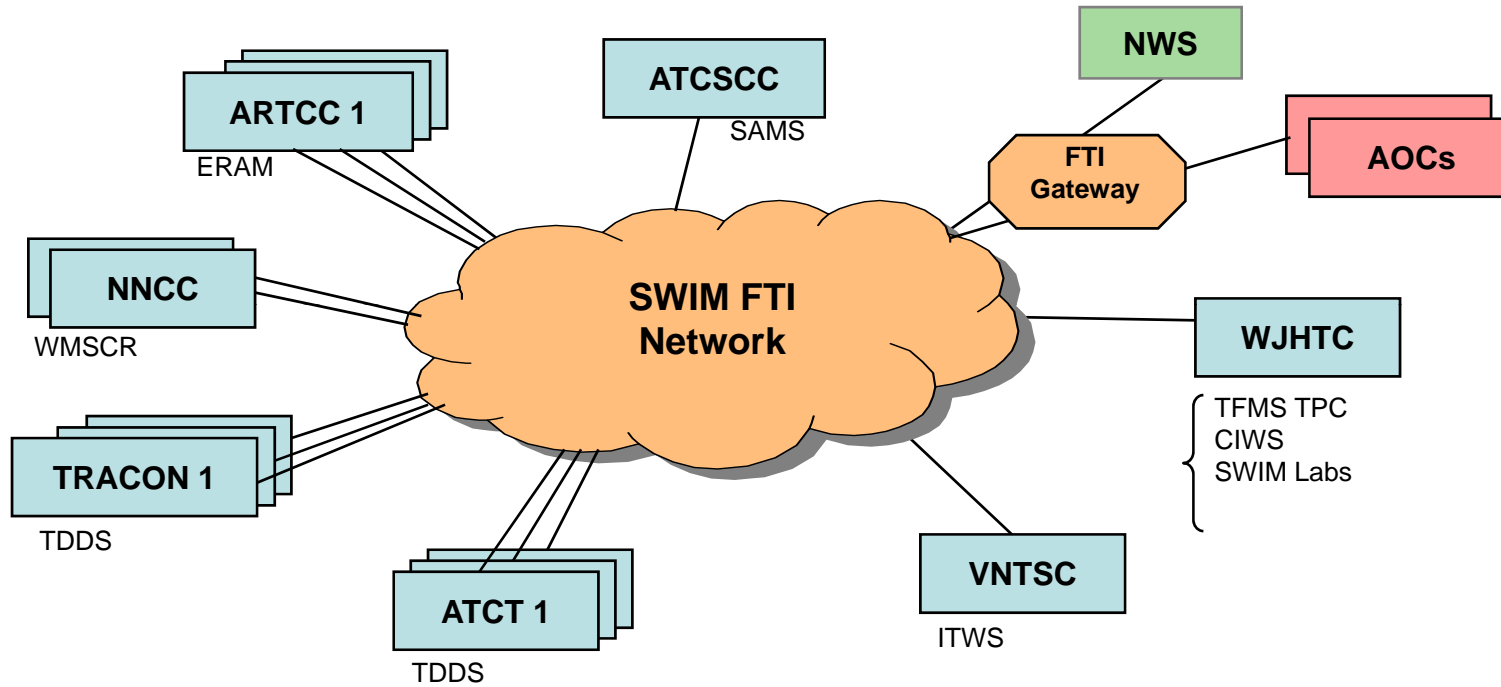 NWS
ATCSCC
SAMS
ARTCC 1
ERAM
FTI
Gateway
AOCs
NNCC
WMSCR
SWIM FTI
Network
WJHTC
TFMS TPC
CIWS
SWIM Labs
TRACON 1
TDDS
ATCT 1
TDDS
VNTSC
ITWS